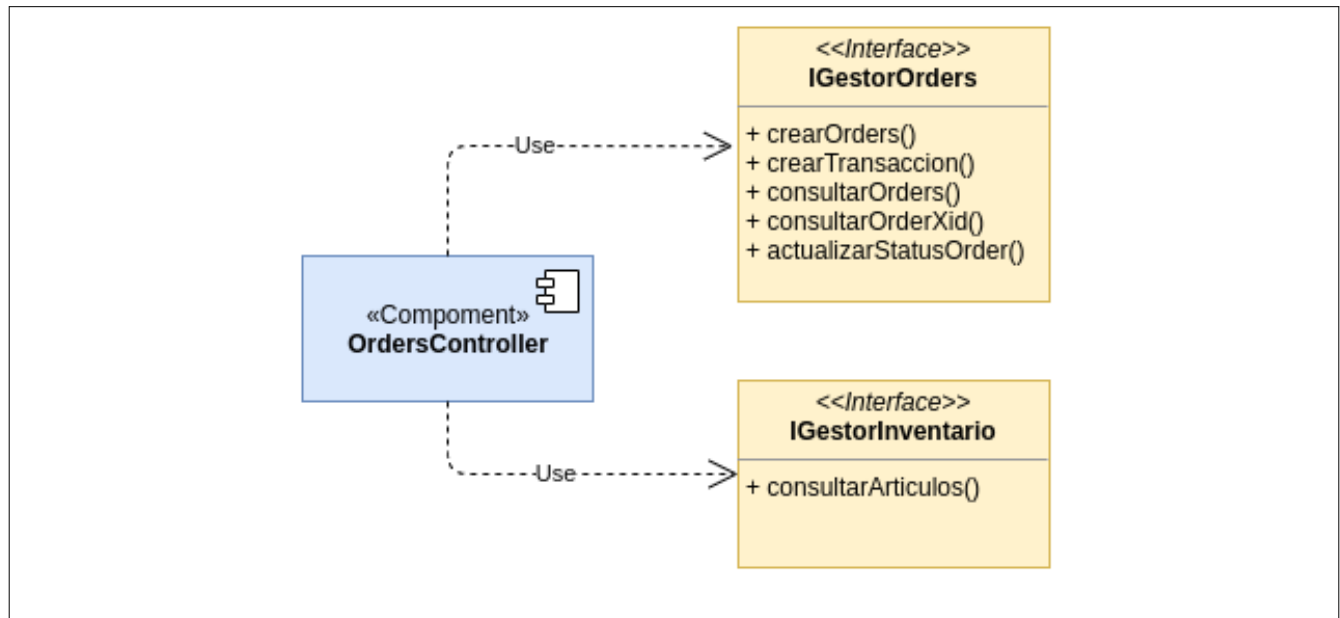 <<Interface>>
IGestorOrders
+ crearOrders()
+ crearTransaccion()
+ consultarOrders()
+ consultarOrderXid()
+ actualizarStatusOrder()
Use
«Compoment»
OrdersController
Use
<<Interface>>
IGestorInventario
+ consultarArticulos()